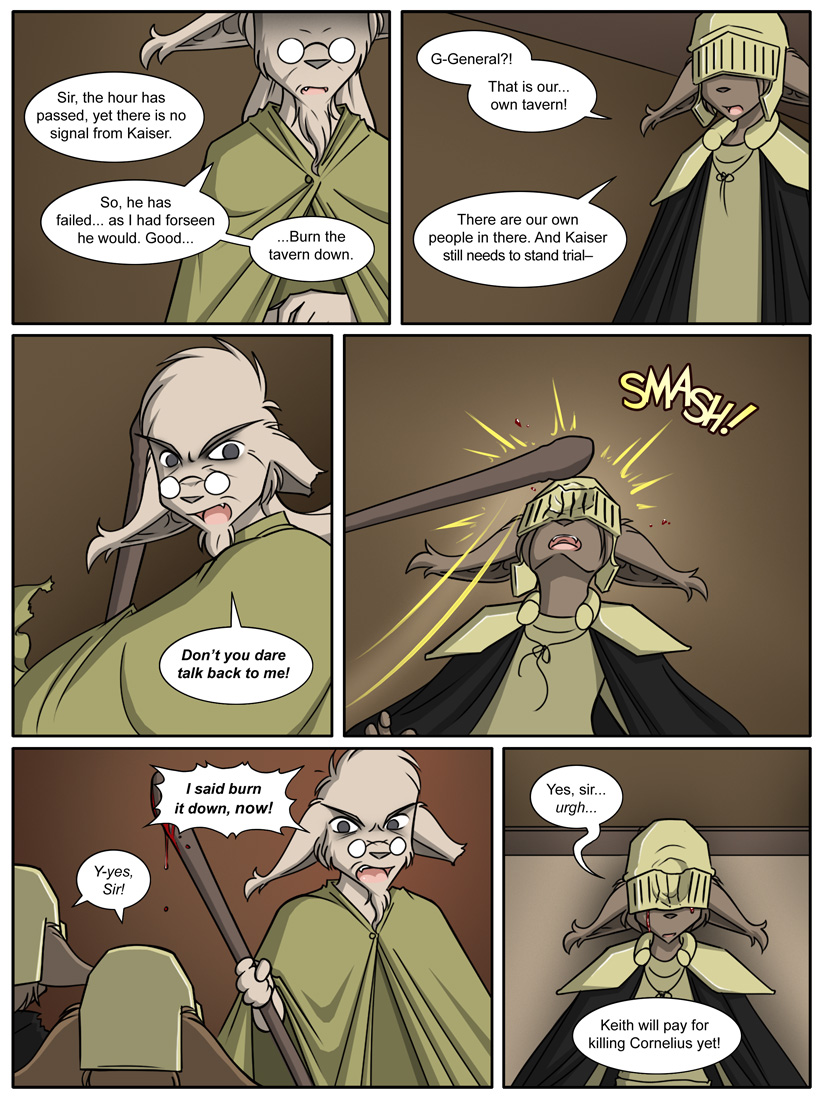 Sir, the hour has
passed, yet there is no
signal from Kaiser.
So, he has
failed... as I had forseen
he would. Good...
...Burn the
tavern down.
G-General?!
That is our...
own tavern!
There are our own
people in there. And Kaiser
still needs to stand trial–
Don't you dare
talk back to me!
SMASH!
I said burn
it down, now!
Y-yes,
Sir!
Yes, sir...
urgh...
Keith will pay for
killing Cornelius yet!